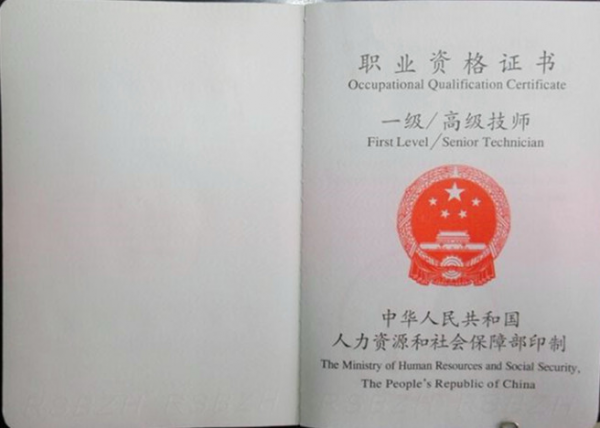 职业资格证书
Occupational Qualification Certificate
一级/高级技师
First Level/Senior Technician
中华人民共和国
人力资源和社会保障部印制
The Ministry of Human Resources and Social Security,
The People's Republic of China